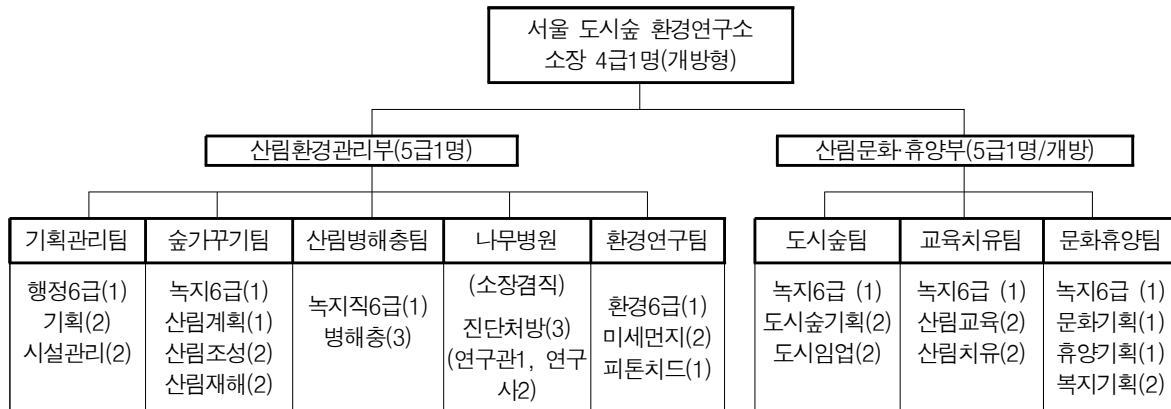 서울 도시숲 환경연구소
소장 4급1명(개방형)
산림환경관리부(5급1명)
산림문화·휴양부(5급1명/개방)
기획관리팀
행정6급(1)
기획(2)
시설관리(2)
숲가꾸기팀
녹지6급(1)
산림계획(1)
산림조성(2)
산림재해(2)
산림병해충팀
녹지직6급(1)
병해충(3)
나무병원
(소장겸직)
진단처방(3)
(연구관1, 연구
사2)
환경연구팀
환경6급(1)
미세먼지(2)
피톤치드(1)
도시숲팀
녹지6급 (1)
도시숲기획(2)
도시임업(2)
교육치유팀
녹지6급 (1)
산림교육(2)
산림치유(2)
문화휴양팀
녹지6급 (1)
문화기획(1)
휴양기획(1)
복지기획(2)